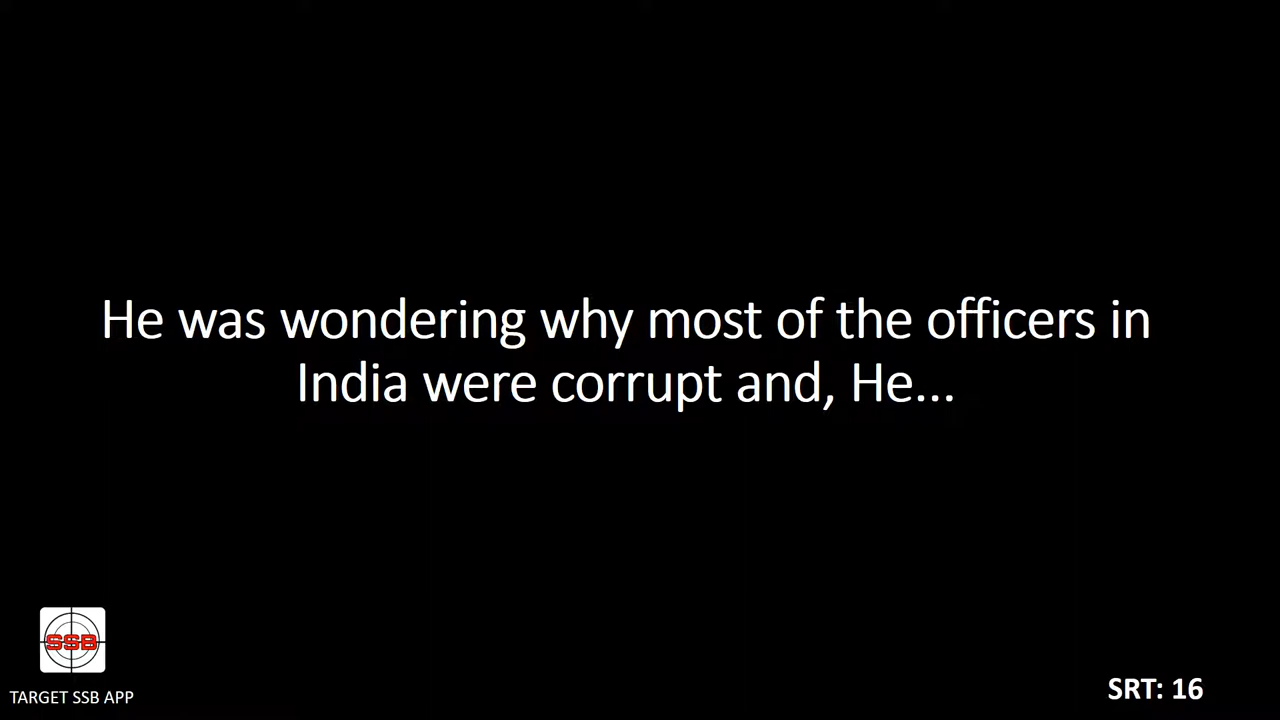 He was wondering why most of the officers in
India were corrupt and, He...
SSB
TARGET SSB APP
SRT: 16